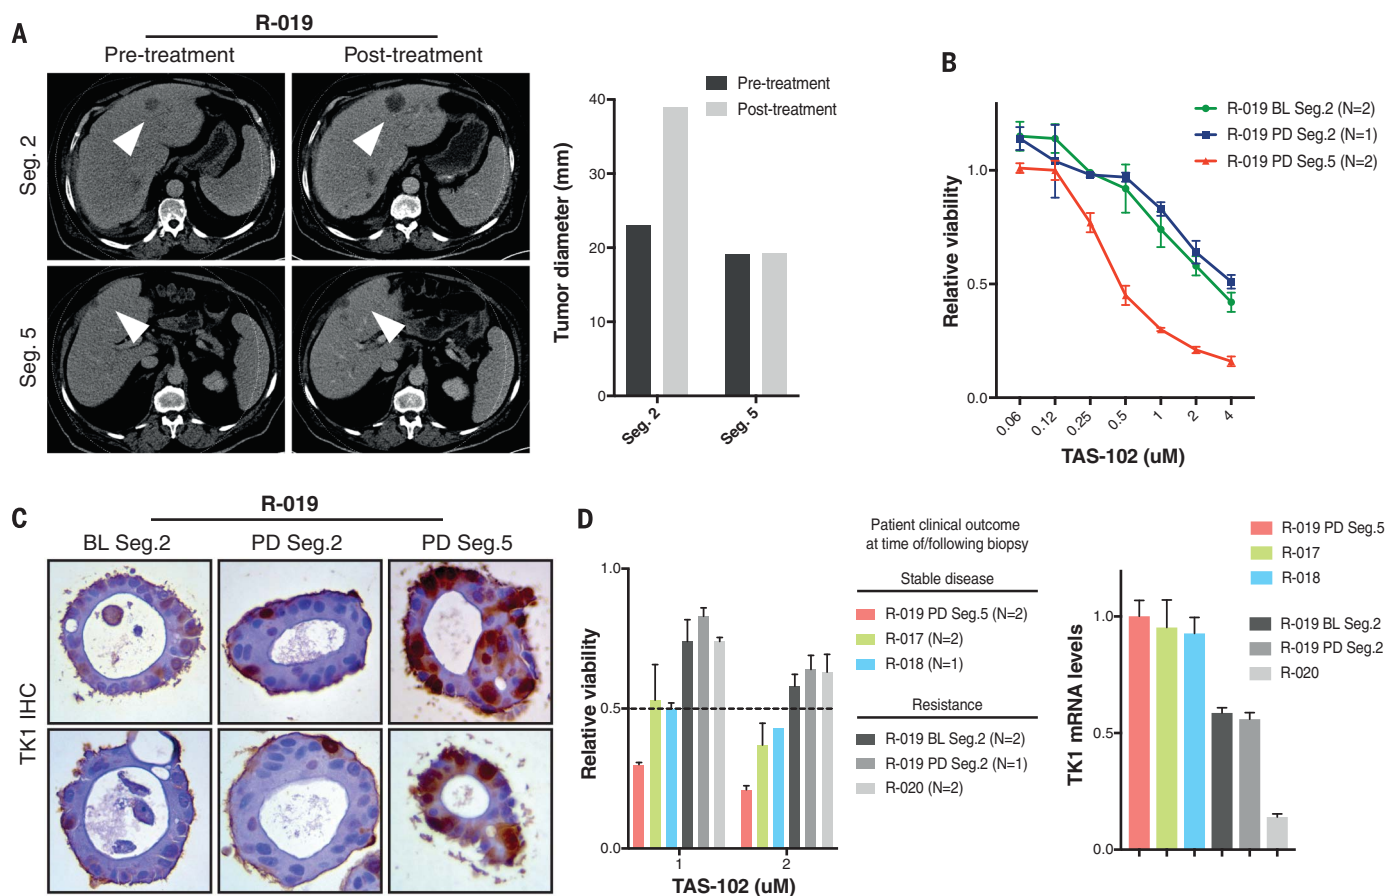 A
R-019
Pre-treatment
Post-treatment
Seg. 2
Seg. 5
Pre-treatment
Post-treatment
Tumor diameter (mm)
40
30
20
10
0
Seg. 2
Seg. 5
B
R-019 BL Seg.2 (N=2)
R-019 PD Seg.2 (N=1)
R-019 PD Seg.5 (N=2)
Relative viability
1.0
0.5
0.0
0.06
0.12
0.25
0.5
1
2
4
TAS-102 (uM)
C
R-019
BL Seg.2
PD Seg.2
PD Seg.5
TK1 IHC
D
Relative viability
1.0
0.5
0.0
1
2
TAS-102 (uM)
Patient clinical outcome
at time of/following biopsy
Stable disease
R-019 PD Seg.5 (N=2)
R-017 (N=2)
R-018 (N=1)
Resistance
R-019 BL Seg.2 (N=2)
R-019 PD Seg.2 (N=1)
R-020 (N=2)
TK1 mRNA levels
1.0
0.5
0.0
R-019 PD Seg.5
R-017
R-018
R-019 BL Seg.2
R-019 PD Seg.2
R-020